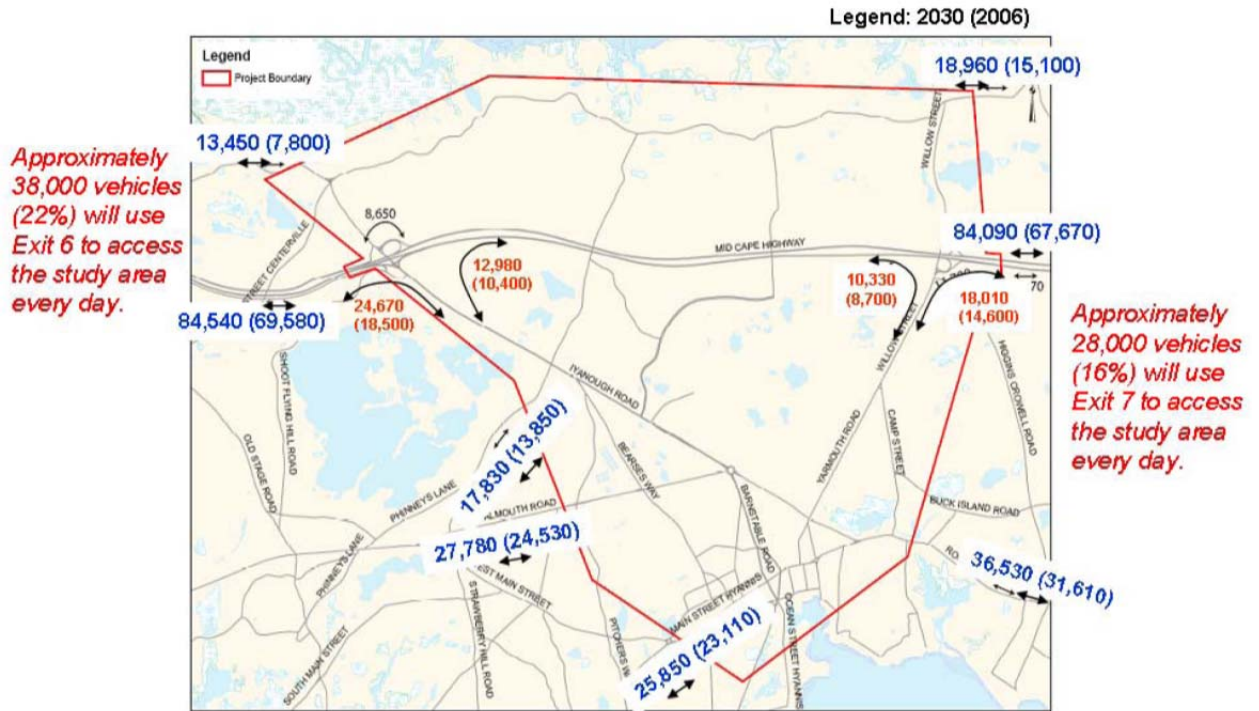 Legend: 2030 (2006)
Legend
Project Boundary
18,960 (15,100)
13,450 (7,800)
Approximately
38,000 vehicles
(22%) will use
Exit 6 to access
the study area
every day.
WILLOW STREET
8,650
STREET CENTERVILLE
MID CAPE HIGHWAY
84,090 (67,670)
12,980
(10,400)
10,330
(8,700)
70
24,670
(18,500)
18,010
(14,600)
84,540 (69,580)
Approximately
28,000 vehicles
(16%) will use
Exit 7 to access
the study area
every day.
WILLOW STREET
SHOOT FLYING HILL ROAD
IYANOUGH ROAD
HIGGINS CROWELL ROAD
OLD STAGE ROAD
17,830 (13,850)
BEARSES WAY
YARMOUTH ROAD
CAMP STREET
PHINNEYS LANE
LMOUTH ROAD
BARNSTABLE ROAD
BUCK ISLAND ROAD
27,780 (24,530)
PHINNEYS LANE
EST MAIN STREET
RO
36,530 (31,610)
STRAWBERRY HILL ROAD
PITCHERS W
MAIN STREET HYANNIS
OCEAN STREET HYANNIS
SOUTH MAIN STREET
25,850 (23,110)